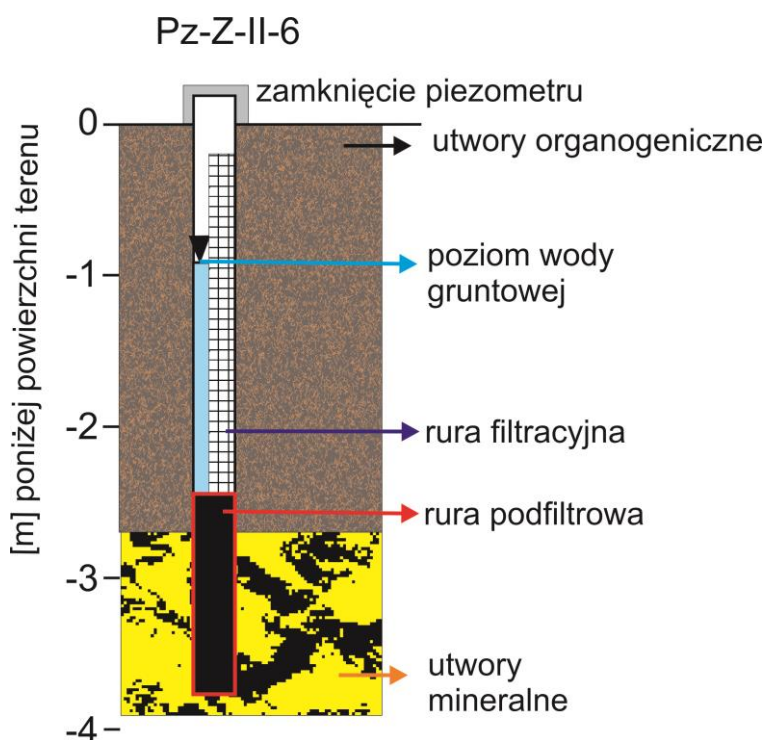 Pz-Z-II-6
zamknięcie piezometru
0
utwory organogeniczne
-1
poziom wody
gruntowej
[m] poniżej powierzchni terenu
-2
rura filtracyjna
rura podfiltrowa
-3
utwory
mineralne
-4